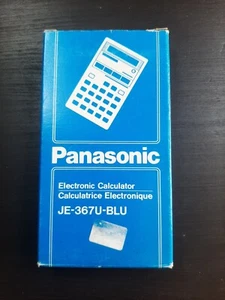 Panasonic
Electronic Calculator
Calculatrice Electronique
JE-367U-BLU